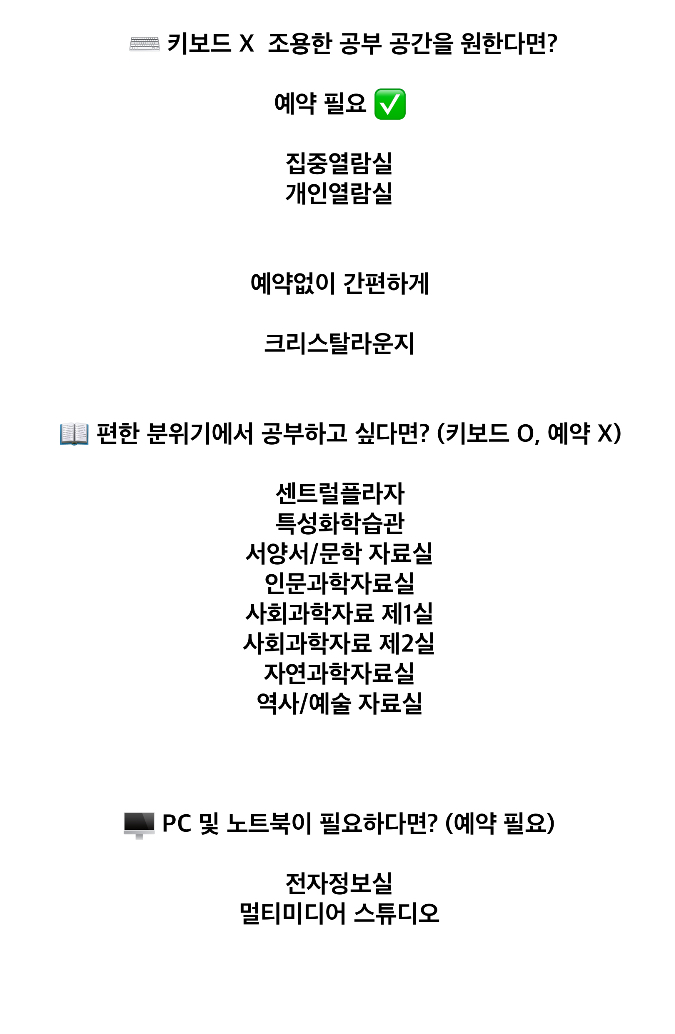 ⌨️ 키보드 X 조용한 공부 공간을 원한다면?
예약 필요 ✅
집중열람실
개인열람실
예약없이 간편하게
크리스탈라운지
📖 편한 분위기에서 공부하고 싶다면? (키보드 O, 예약 X)
센트럴플라자
특성화학습관
서양서/문학 자료실
인문과학자료실
사회과학자료 제1실
사회과학자료 제2실
자연과학자료실
역사/예술 자료실
🖥️ PC 및 노트북이 필요하다면? (예약 필요)
전자정보실
멀티미디어 스튜디오